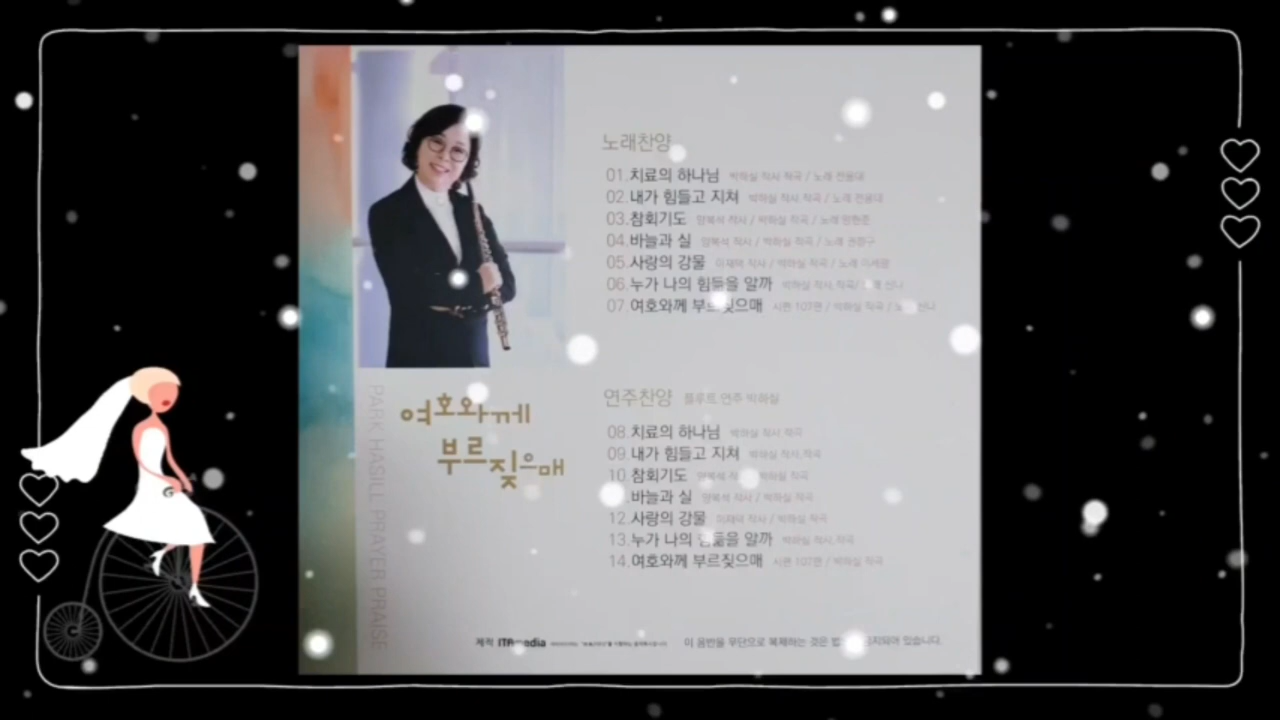 노래찬양
01.치료의 하나님 박하실 작사 작곡 / 노래 전용대
02.내가 힘들고 지쳐 박하실 작사 작곡 / 노래 전용대
03.참회기도 양복석 작사 / 박하실 작곡 / 노래
04.바늘과 실 양복석 작사 / 박하실 작곡 / 노래
05.사랑의 강물 이재덕 작사 / 박하실 작곡 / 노래
06.누가 나의 힘듦을 알까 박하실 작사,작곡/
07.여호와께 부르짖으매 시편 107편 / 박하실 작곡 /
여호와께
부르짖으매
PARK HASILL PRAYER PRAISE
연주찬양 플루트 연주 박하실
08.치료의 하나님 박하실 작사 작곡
09.내가 힘들고 지쳐 박하실 작사,작곡
10.참회기도 양복석 박하실 작곡
바늘과 실 양복석 작사 / 박하실 작곡
12.사랑의 강물 이재덕 작사 / 박하실 작곡
13.누가 나의 힘듦을 알까 박하실 작사,작곡
14.여호와께 부르짖으매 시편 107편 / 박하실 작곡
제작 이 음반을 무단으로 복제하는 것은 있습니다.